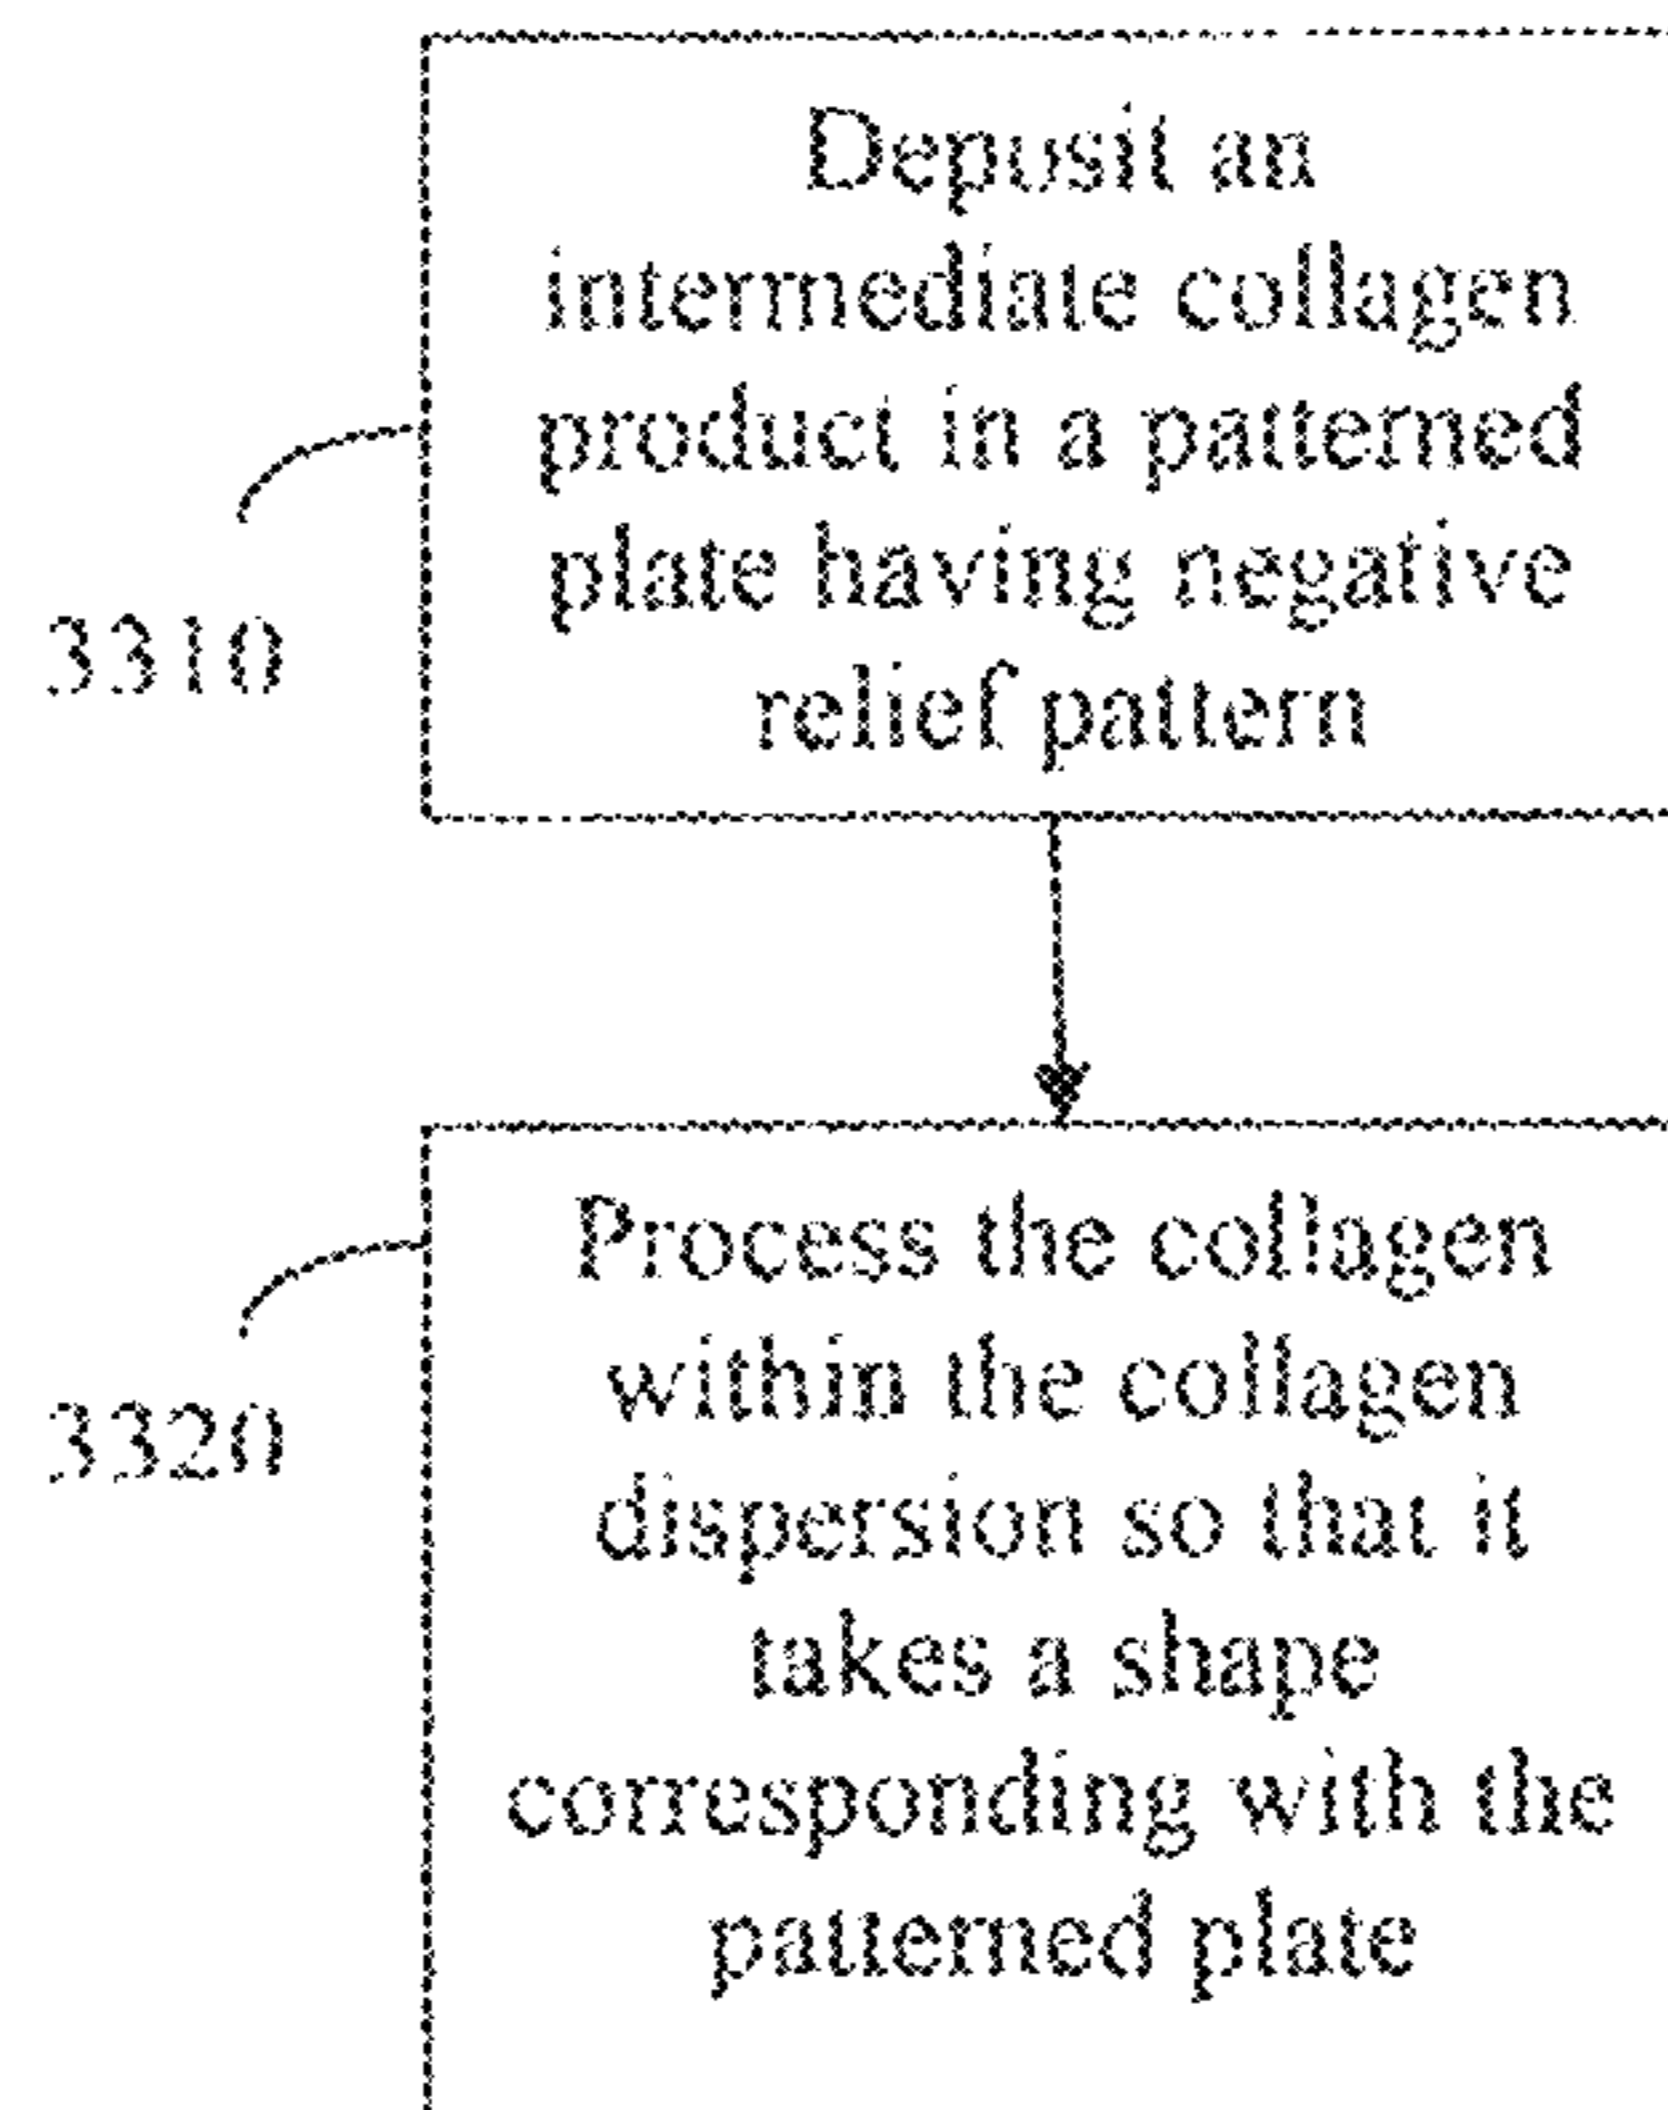 Deposit an
intermediate collagen
product in a patterned
plate having negative
relief pattern
3310
Process the collagen
within the collagen
dispersion so that it
takes a shape
corresponding with the
patterned plate
3320